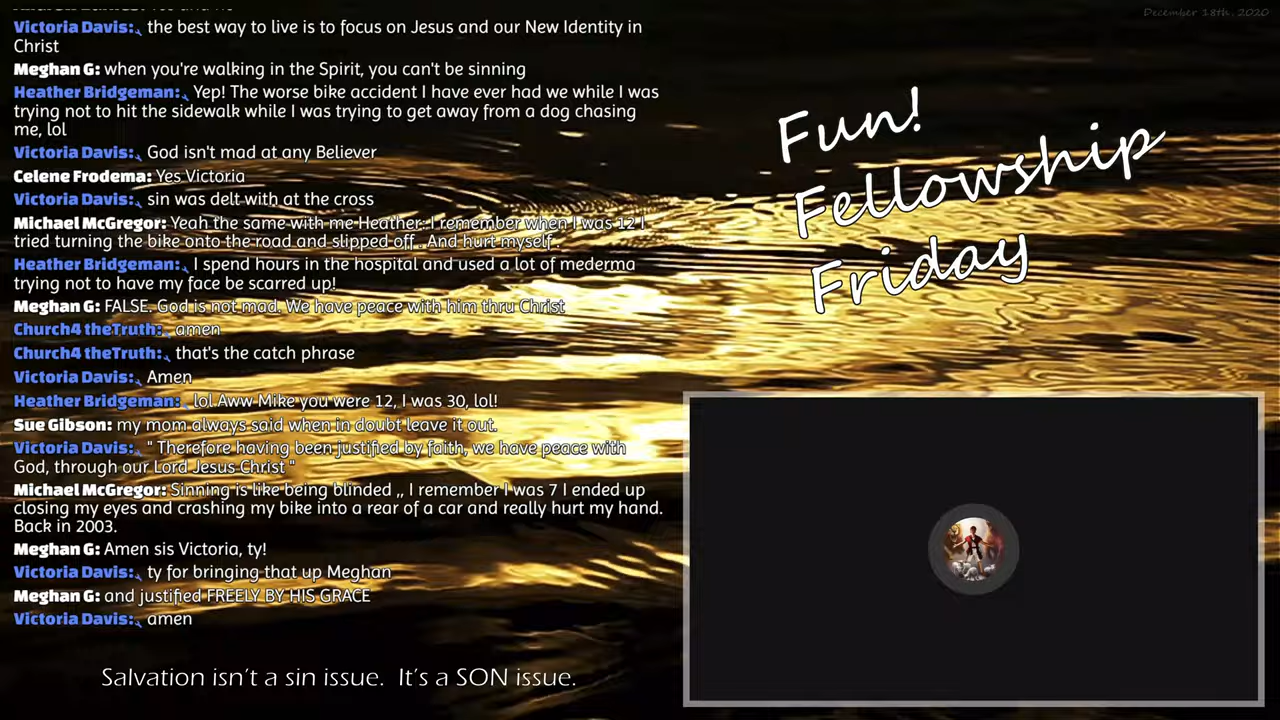 December 18th, 2020
Victoria Davis: the best way to live is to focus on Jesus and our New Identity in
Christ
Meghan G: when you're walking in the Spirit, you can't be sinning
Heather Bridgeman: Yep! The worse bike accident I have ever had we while I was
trying not to hit the sidewalk while I was trying to get away from a dog chasing
me, lol
Victoria Davis: God isn't mad at any Believer
Celene Frodema: Yes Victoria
Victoria Davis: sin was delt with at the cross
Michael McGregor: Yeah the same with me Heather: I remember when I was 12 I
tried turning the bike onto the road and slipped off . And hurt myself .
Heather Bridgeman: I spend hours in the hospital and used a lot of mederma
trying not to have my face be scarred up!
Meghan G: FALSE. God is not mad. We have peace with him thru Christ
Church4 theTruth: amen
Church4 theTruth: that's the catch phrase
Victoria Davis: Amen
Heather Bridgeman: lol Aww Mike you were 12, I was 30, lol!
Sue Gibson: my mom always said when in doubt leave it out.
Victoria Davis: " Therefore having been justified by faith, we have peace with
God, through our Lord Jesus Christ "
Michael McGregor: Sinning is like being blinded ,, I remember I was 7 I ended up
closing my eyes and crashing my bike into a rear of a car and really hurt my hand.
Back in 2003.
Meghan G: Amen sis Victoria, ty!
Victoria Davis: ty for bringing that up Meghan
Meghan G: and justified FREELY BY HIS GRACE
Victoria Davis: amen
Salvation isn't a sin issue. It's a SON issue.
Fun!
Fellowship
Friday